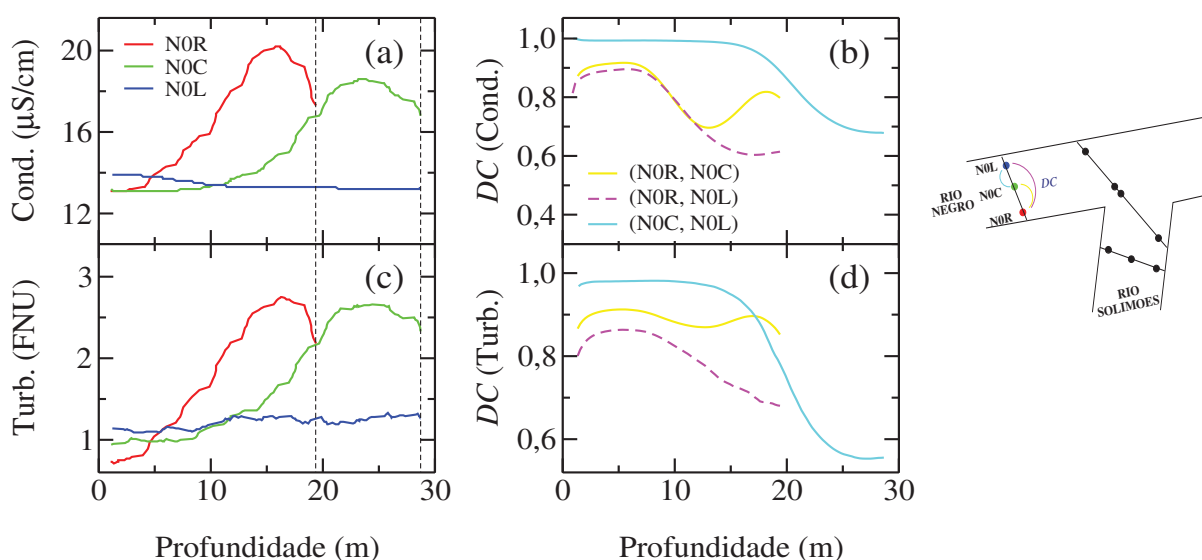 20
16
12
Cond. (µS/cm)
N0R
N0C
N0L
(a)
3
2
1
Turb. (FNU)
(c)
0 10 20 30
Profundidade (m)
1,0
0,8
0,6
0,4
DC (Cond.)
(b)
(N0R, N0C)
(N0R, N0L)
(N0C, N0L)
1,0
0,8
0,6
DC (Turb.)
(d)
0 10 20 30
Profundidade (m)
N0L
DC
RIO
NEGRO
N0C
N0R
RIO
SOLIMOES